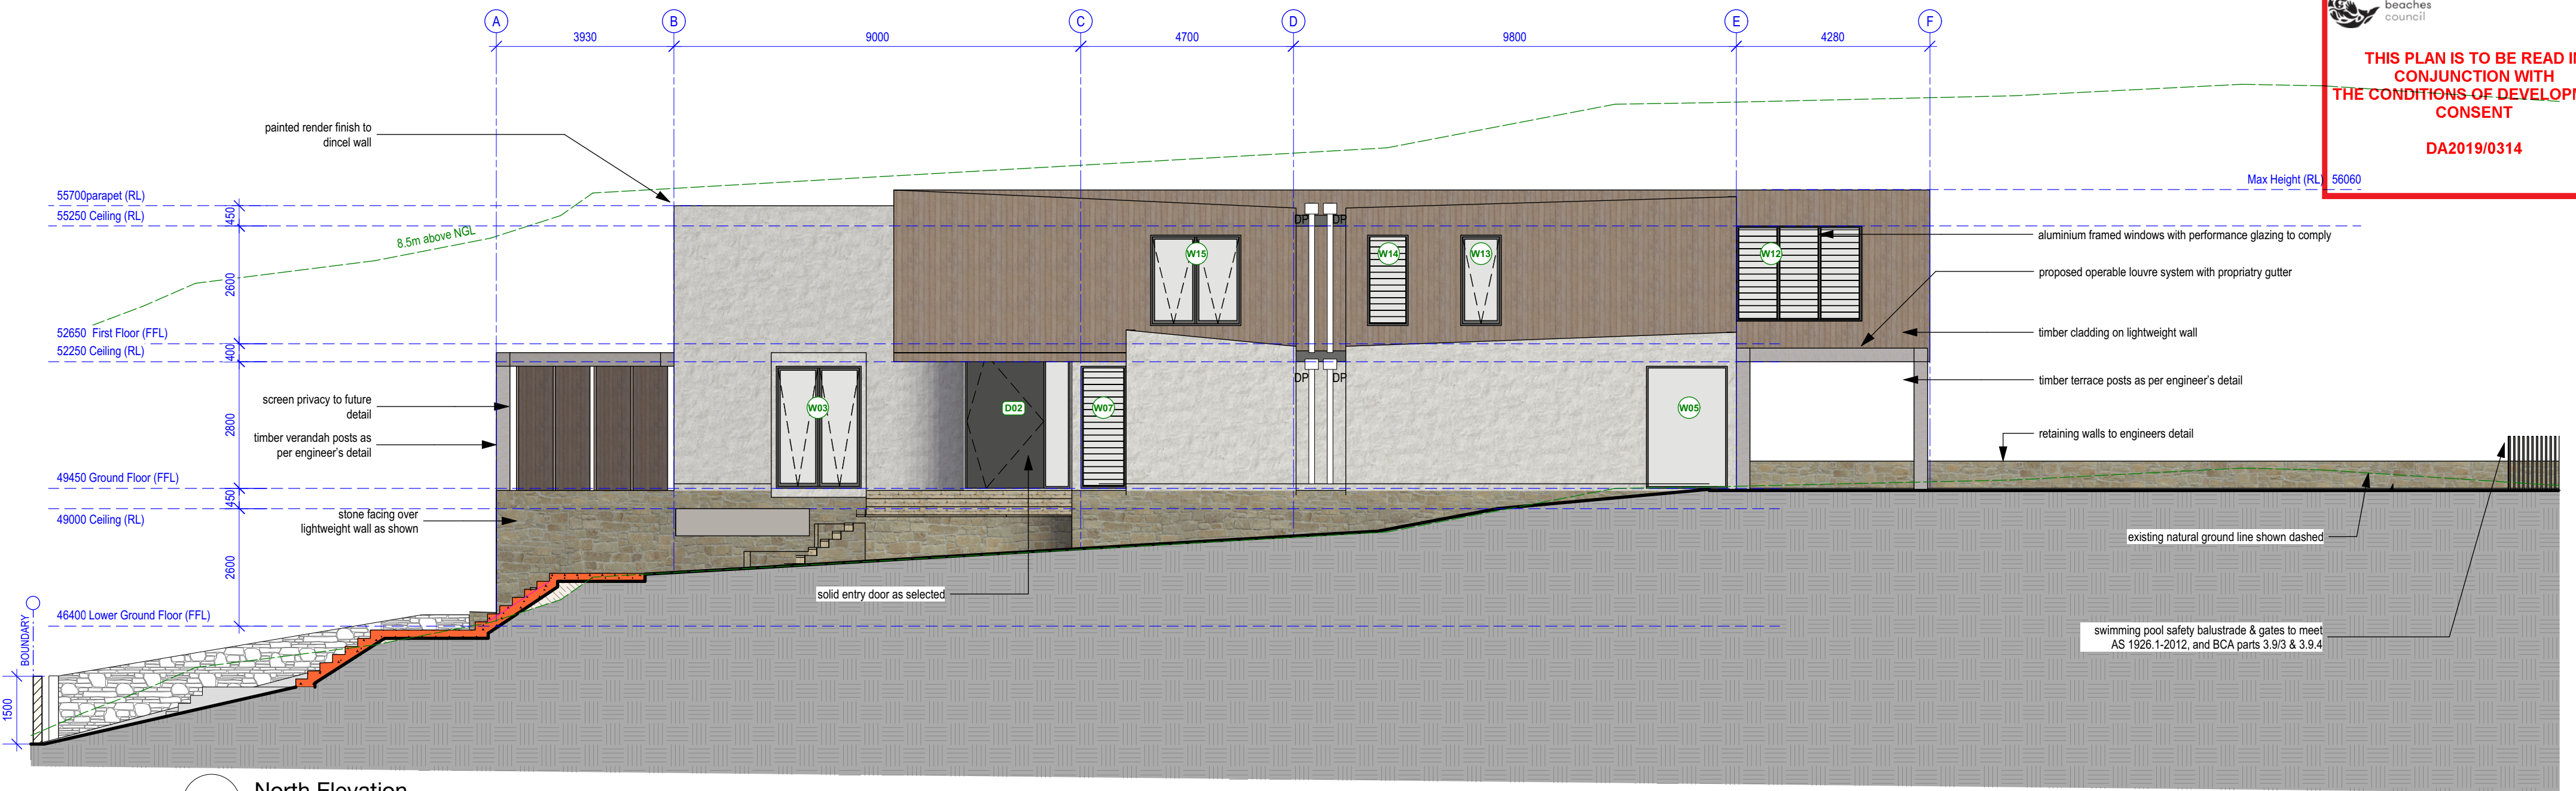 A
B
C
D
E
F
3930
9000
4700
9800
4280
beaches
council
THIS PLAN IS TO BE READ IN
CONJUNCTION WITH
THE CONDITIONS OF
CONSENT
DA2019/0314
Max Height (RL) 56060
painted render finish to
dincel wall
55700parapet (RL)
55250 Ceiling (RL)
8.5m above NGL
52650 First Floor (FFL)
52250 Ceiling (RL)
49450 Ground Floor (FFL)
49000 Ceiling (RL)
46400 Lower Ground Floor (FFL)
450
2600
400
2800
450
2600
1500
BOUNDARY
screen privacy to future
detail
timber verandah posts as
per engineer's detail
stone facing over
lightweight wall as shown
solid entry door as selected
W15
W14
W13
W12
W03
D02
W07
W05
DP
DP
DP
DP
aluminium framed windows with performance glazing to comply
proposed operable louvre system with propriatry gutter
timber cladding on lightweight wall
timber terrace posts as per engineer's detail
retaining walls to engineers detail
existing natural ground line shown dashed
swimming pool safety balustrade & gates to meet
AS 1926.1-2012, and BCA parts 3.9/3 & 3.9.4
North Elevation